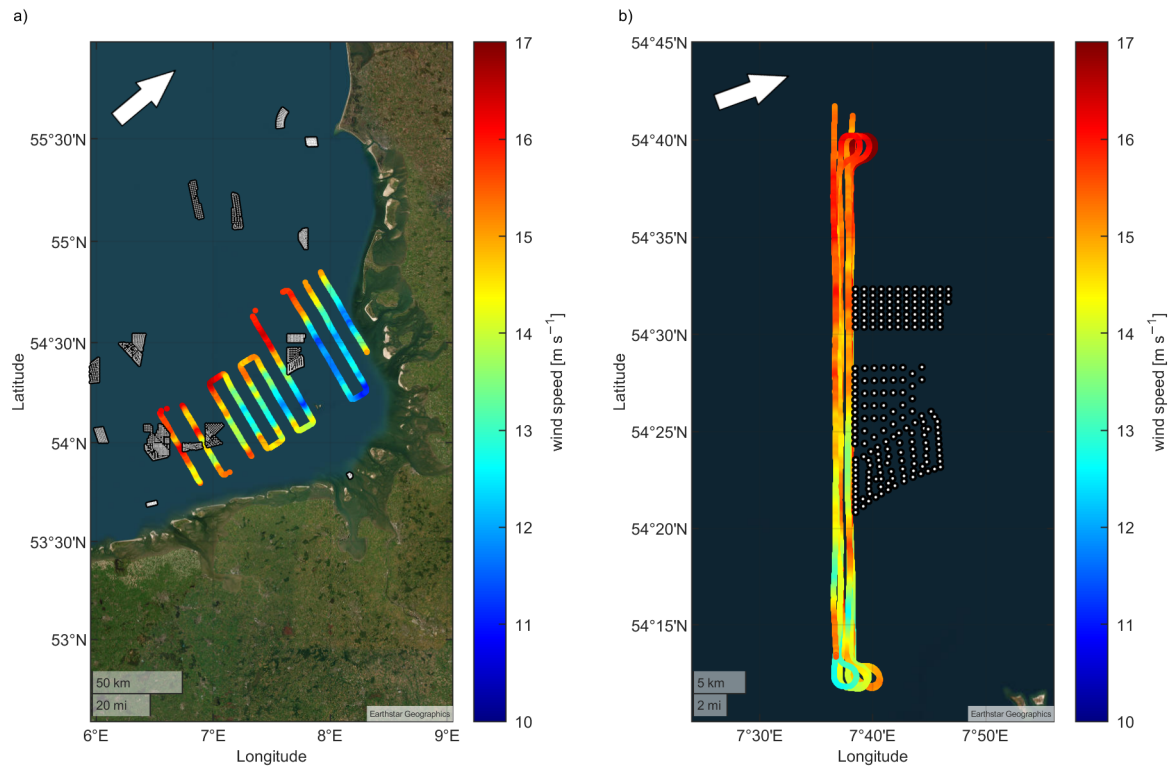 a)
55°30'N
55°N
54°30'N
54°N
53°30'N
53°N
Latitude
50 km
20 mi
Earthstar Geographics
6°E
7°E
8°E
9°E
Longitude
17
16
15
14
13
12
11
10
wind speed [m s⁻¹]
b)
54°45'N
54°40'N
54°35'N
54°30'N
54°25'N
54°20'N
54°15'N
Latitude
5 km
2 mi
Earthstar Geographics
7°30'E
7°40'E
7°50'E
Longitude
17
16
15
14
13
12
11
10
wind speed [m s⁻¹]